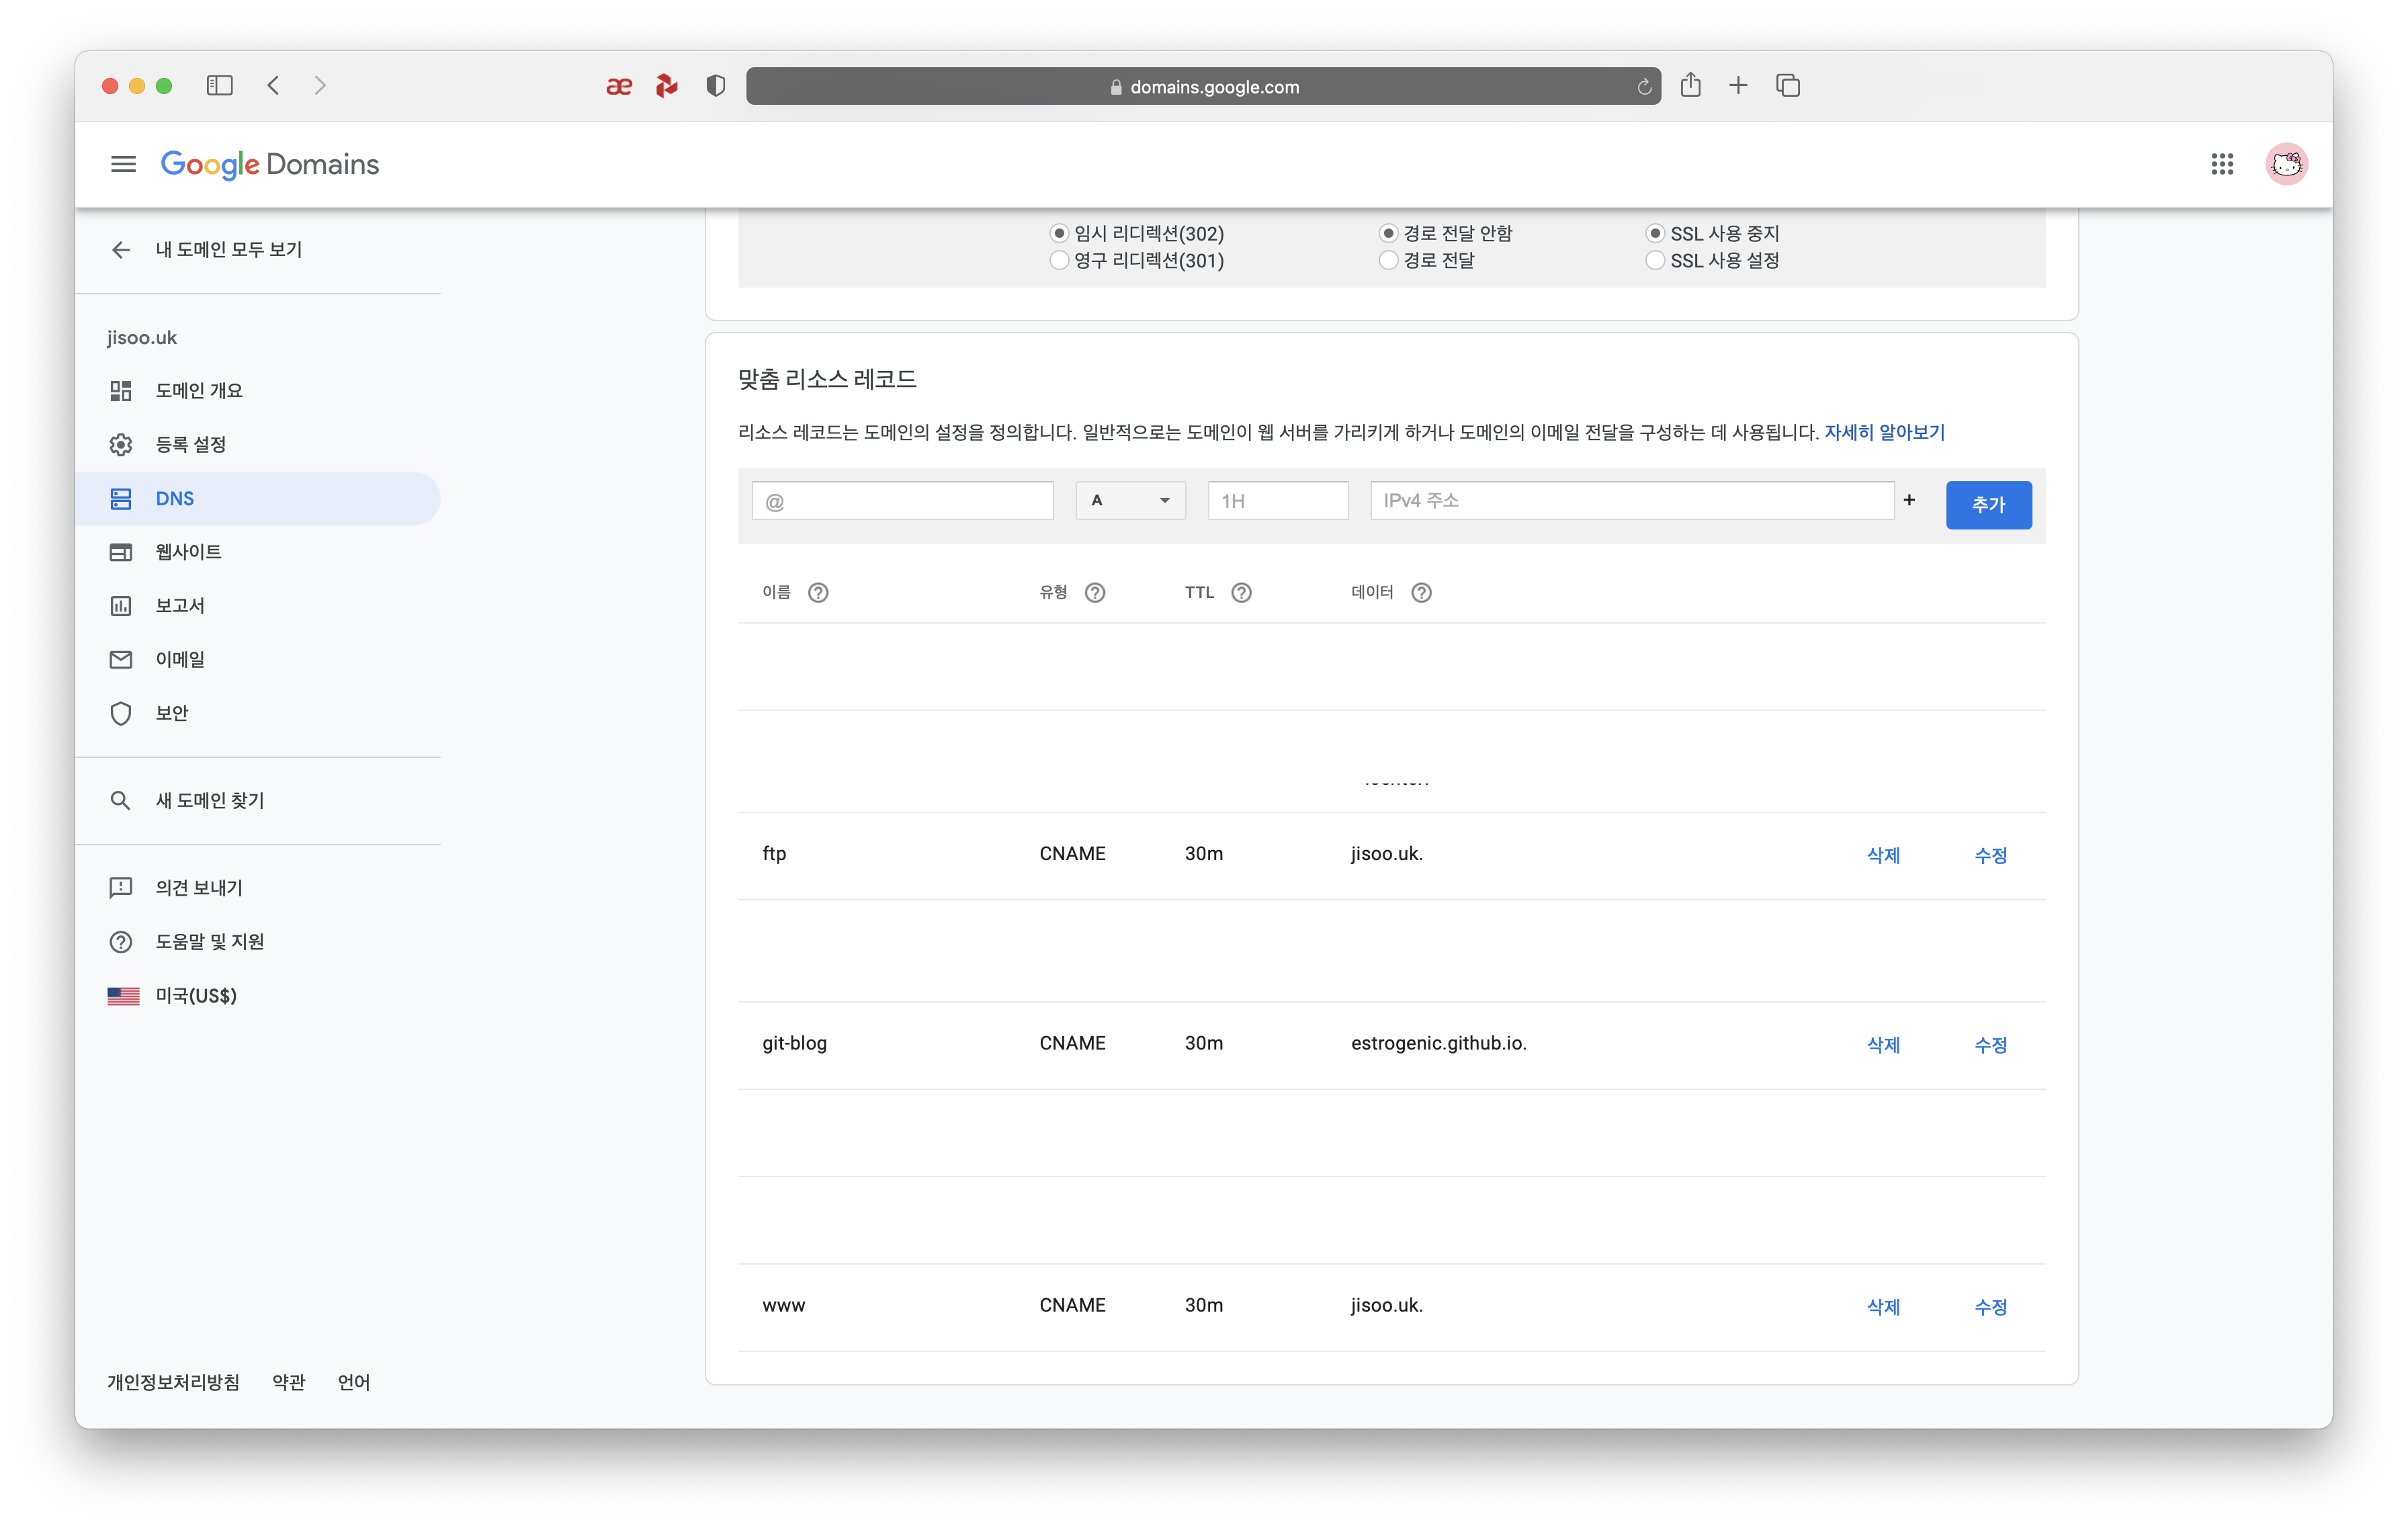 æ
domains.google.com
Google Domains
내 도메인 모두 보기
jisoo.uk
도메인 개요
등록 설정
DNS
웹사이트
보고서
이메일
보안
새 도메인 찾기
의견 보내기
도움말 및 지원
미국(US$)
개인정보처리방침 약관 언어
임시 리디렉션(302) 경로 전달 안함 SSL 사용 중지
영구 리디렉션(301) 경로 전달 SSL 사용 설정
맞춤 리소스 레코드
리소스 레코드는 도메인의 설정을 정의합니다. 일반적으로는 도메인이 웹 서버를 가리키게 하거나 도메인의 이메일 전달을 구성하는 데 사용됩니다. 자세히 알아보기
@ A 1H IPv4 주소 + 추가
이름 유형 TTL 데이터
ftp CNAME 30m jisoo.uk. 삭제 수정
git-blog CNAME 30m estrogenic.github.io. 삭제 수정
www CNAME 30m jisoo.uk. 삭제 수정